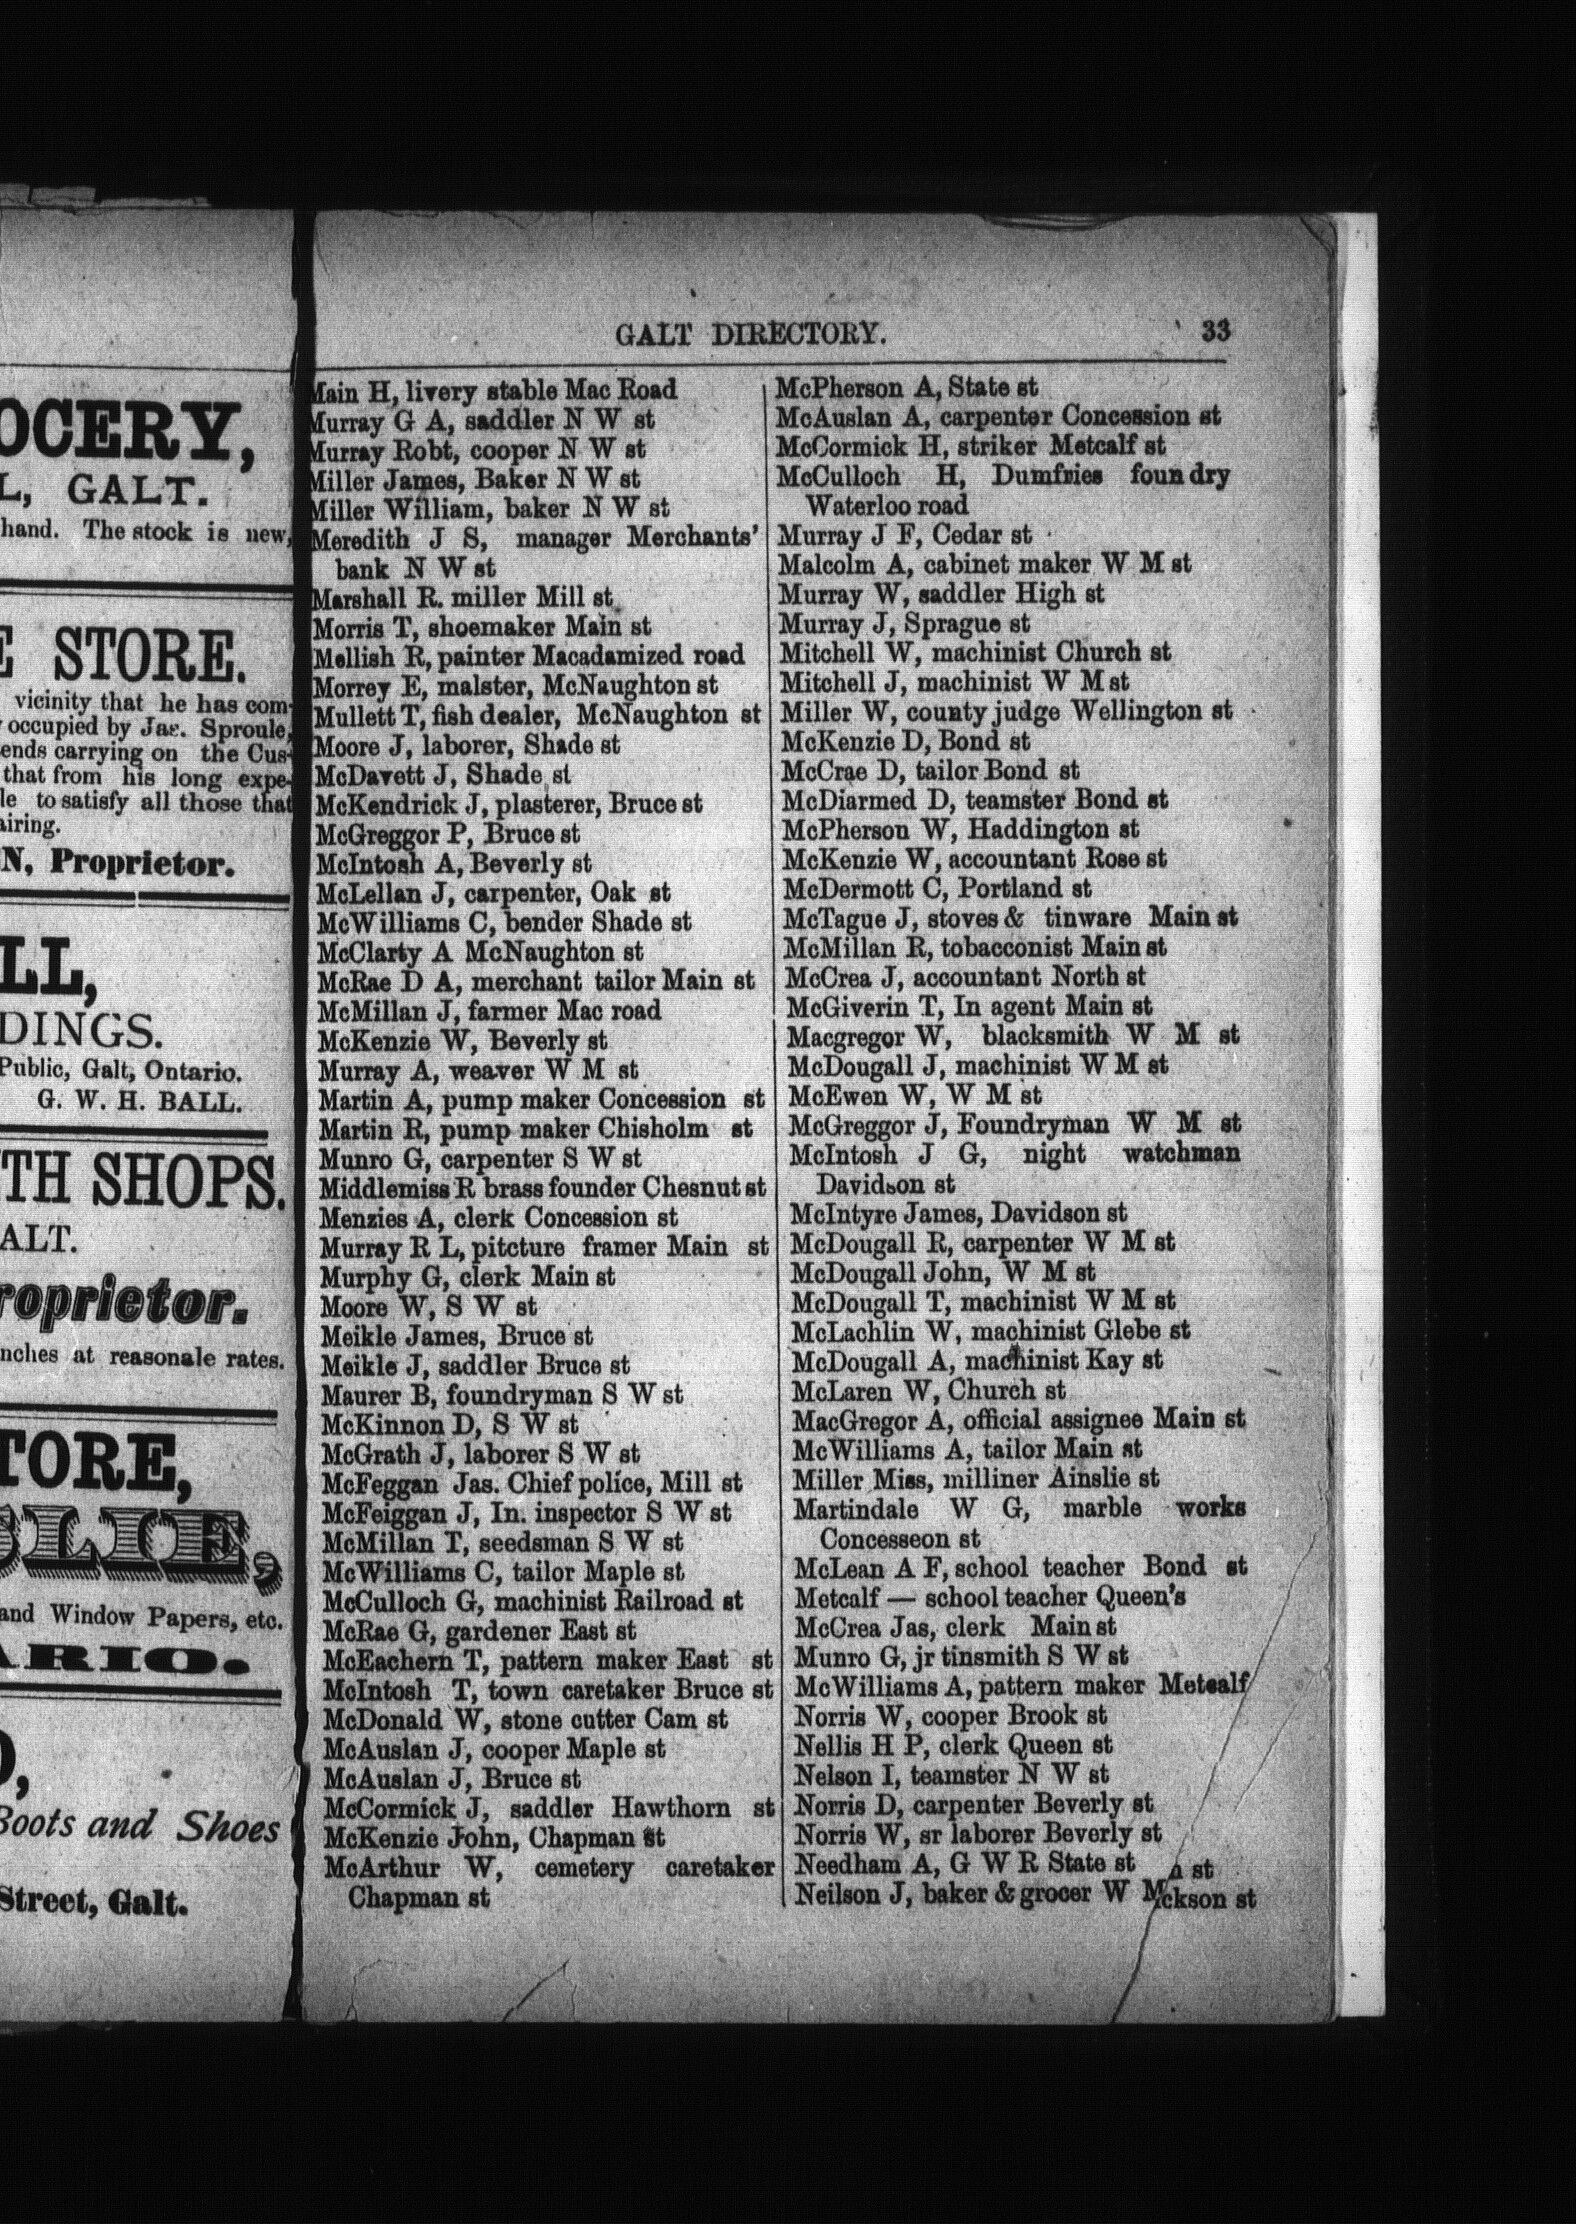 OCERY,
L, GALT.
hand. The stock is new,
E STORE.
vicinity that he has com-
occupied by Jas. Sproule,
ends carrying on the Cus-
that from his long expe-
le to satisfy all those that
airing.
N, Proprietor.
LL,
DINGS.
Public, Galt, Ontario.
G. W. H. BALL.
TH SHOPS.
ALT.
roprietor.
nches at reasonale rates.
TORE,
SLIE,
and Window Papers, etc.
ARIO.
O,
Boots and Shoes
Street, Galt.
GALT DIRECTORY. 33
Main H, livery stable Mac Road
Murray G A, saddler N W st
Murray Robt, cooper N W st
Miller James, Baker N W st
Miller William, baker N W st
Meredith J S, manager Merchants'
bank N W st
Marshall R. miller Mill st
Morris T, shoemaker Main st
Mellish R, painter Macadamized road
Morrey E, malster, McNaughton st
Mullett T, fish dealer, McNaughton st
Moore J, laborer, Shade st
McDavett J, Shade st
McKendrick J, plasterer, Bruce st
McGreggor P, Bruce st
McIntosh A, Beverly st
McLellan J, carpenter, Oak st
McWilliams C, bender Shade st
McClarty A McNaughton st
McRae D A, merchant tailor Main st
McMillan J, farmer Mac road
McKenzie W, Beverly st
Murray A, weaver W M st
Martin A, pump maker Concession st
Martin R, pump maker Chisholm st
Munro G, carpenter S W st
Middlemiss R brass founder Chesnut st
Menzies A, clerk Concession st
Murray R L, pitcture framer Main st
Murphy G, clerk Main st
Moore W, S W st
Meikle James, Bruce st
Meikle J, saddler Bruce st
Maurer B, foundryman S W st
McKinnon D, S W st
McGrath J, laborer S W st
McFeggan Jas. Chief police, Mill st
McFeiggan J, In. inspector S W st
McMillan T, seedsman S W st
McWilliams C, tailor Maple st
McCulloch G, machinist Railroad st
McRae G, gardener East st
McEachern T, pattern maker East st
McIntosh T, town caretaker Bruce st
McDonald W, stone cutter Cam st
McAuslan J, cooper Maple st
McAuslan J, Bruce st
McCormick J, saddler Hawthorn st
McKenzie John, Chapman st
McArthur W, cemetery caretaker
Chapman st
McPherson A, State st
McAuslan A, carpenter Concession st
McCormick H, striker Metcalf st
McCulloch H, Dumfries foundry
Waterloo road
Murray J F, Cedar st
Malcolm A, cabinet maker W M st
Murray W, saddler High st
Murray J, Sprague st
Mitchell W, machinist Church st
Mitchell J, machinist W M st
Miller W, county judge Wellington st
McKenzie D, Bond st
McCrae D, tailor Bond st
McDiarmed D, teamster Bond st
McPherson W, Haddington st
McKenzie W, accountant Rose st
McDermott C, Portland st
McTague J, stoves & tinware Main st
McMillan R, tobacconist Main st
McCrea J, accountant North st
McGiverin T, In agent Main st
Macgregor W, blacksmith W M st
McDougall J, machinist W M st
McEwen W, W M st
McGreggor J, Foundryman W M st
McIntosh J G, night watchman
Davidson st
McIntyre James, Davidson st
McDougall R, carpenter W M st
McDougall John, W M st
McDougall T, machinist W M st
McLachlin W, machinist Glebe st
McDougall A, machinist Kay st
McLaren W, Church st
MacGregor A, official assignee Main st
McWilliams A, tailor Main st
Miller Miss, milliner Ainslie st
Martindale W G, marble works
Concesseon st
McLean A F, school teacher Bond st
Metcalf — school teacher Queen's
McCrea Jas, clerk Main st
Munro G, jr tinsmith S W st
McWilliams A, pattern maker Metcalf
Norris W, cooper Brook st
Nellis H P, clerk Queen st
Nelson I, teamster N W st
Norris D, carpenter Beverly st
Norris W, sr laborer Beverly st
Needham A, G W R State st n st
Neilson J, baker & grocer W M ckson st